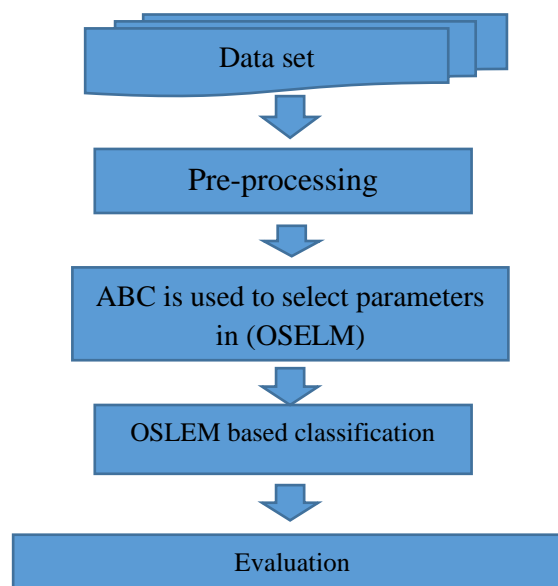 Data set
Pre-processing
ABC is used to select parameters
in (OSELM)
OSLEM based classification
Evaluation